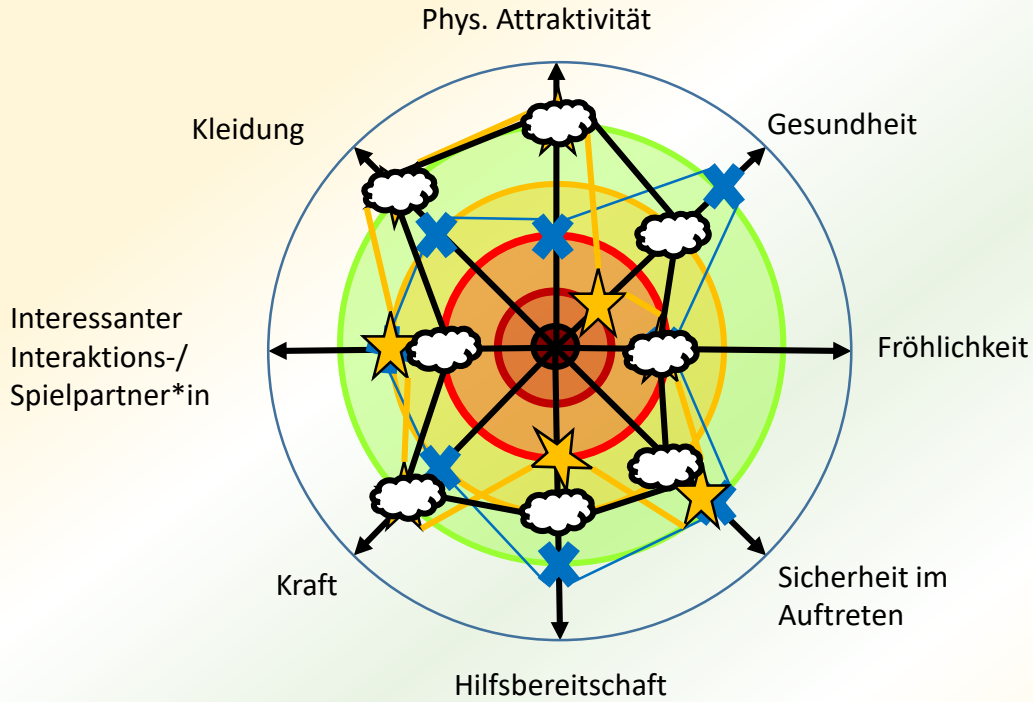 Phys. Attraktivität
Kleidung
Gesundheit
Interessanter
Interaktions-/
Spielpartner*in
Fröhlichkeit
Kraft
Sicherheit im
Auftreten
Hilfsbereitschaft